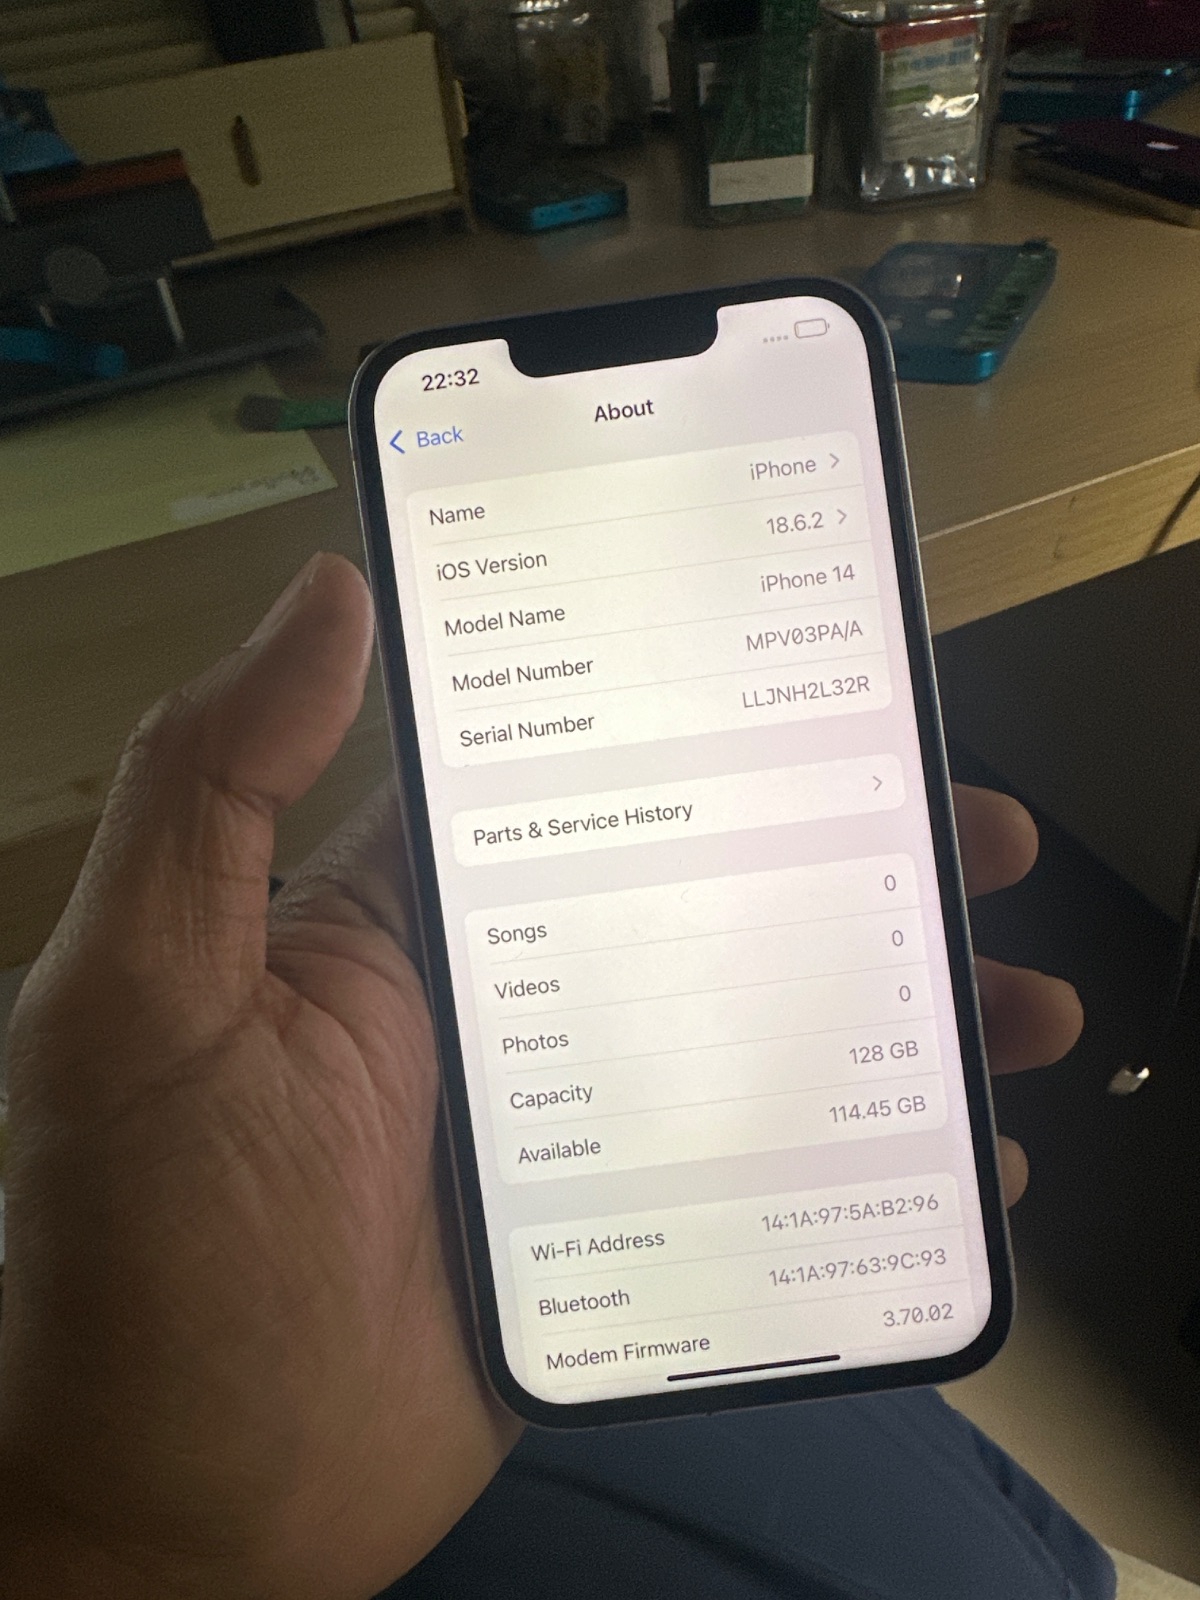 22:32
Back
About
Name
iPhone
iOS Version
18.6.2
Model Name
iPhone 14
Model Number
MPV03PA/A
Serial Number
LLJNH2L32R
Parts & Service History
Songs
0
Videos
0
Photos
0
Capacity
128 GB
Available
114.45 GB
Wi-Fi Address
14:1A:97:5A:B2:96
Bluetooth
14:1A:97:63:9C:93
Modem Firmware
3.70.02